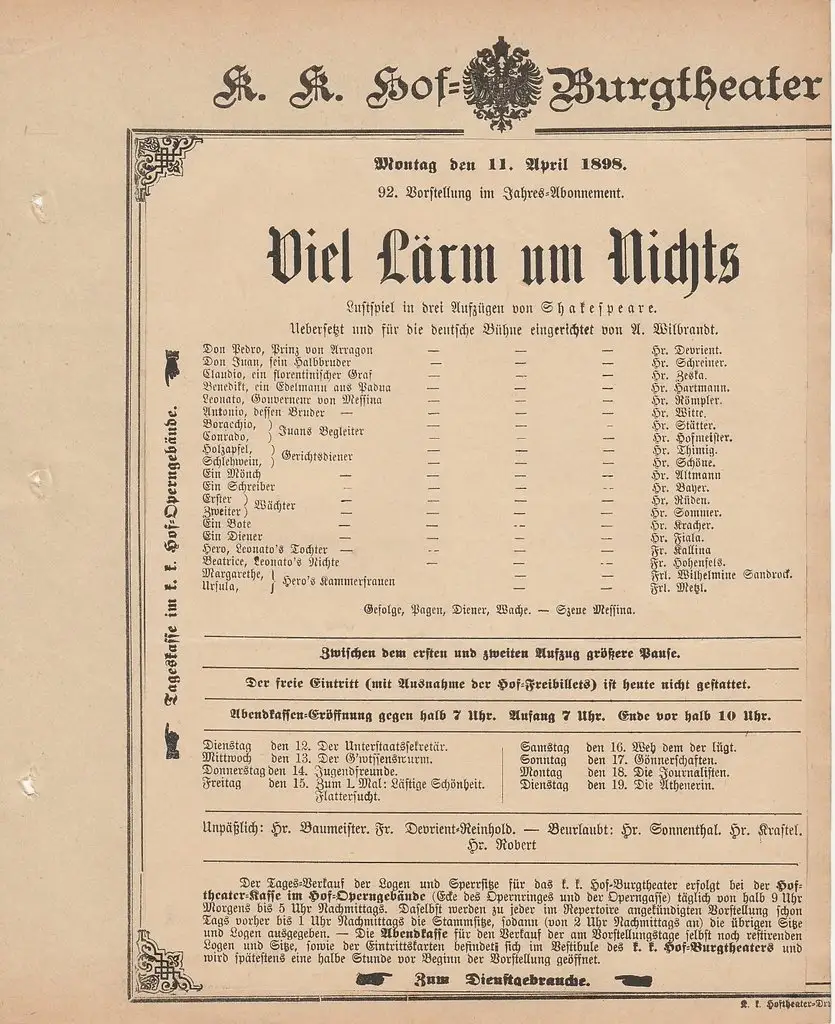 K. K. Hof-Burgtheater
Montag den 11. April 1898.
92. Vorstellung im Jahres-Abonnement.
Viel Lärm um Nichts
Lustspiel in drei Aufzügen von Shakespeare.
Uebersetzt und für die deutsche Bühne eingerichtet von A. Wilbrandt.
Don Pedro, Prinz von Arragon — — — Hr. Devrient.
Don Juan, sein Halbbruder — — — Hr. Schreiner.
Claudio, ein florentinischer Graf — — — Hr. Zeska.
Benedikt, ein Edelmann aus Padua — — — Hr. Hartmann.
Leonato, Gouverneur von Messina — — — Hr. Römpler.
Antonio, dessen Bruder — — — — Hr. Witte.
Borachio, ) Juans Begleiter — — - Hr. Stätter.
Conrado, ) — — — Hr. Hofmeister.
Holzapfel, ) Gerichtsdiener — — — Hr. Thimig.
Schlehwein, ) — — — Hr. Schöne.
Ein Mönch — — — — Hr. Altmann
Ein Schreiber — — — - Hr. Bayer.
Erster ) Wächter — — — — Hr. Rüden.
Zweiter ) — — — — Hr. Sommer.
Ein Bote — — -- — Hr. Kracher.
Ein Diener — — — — Hr. Fiala.
Hero, Leonato's Tochter — -- — — Fr. Kallina
Beatrice, Leonato's Nichte — — — Fr. Hohenfels.
Margarethe, } Hero's Kammerfrauen — — Frl. Wilhelmine Sandrock.
Ursula, } — — Frl. Metzl.
Gefolge, Pagen, Diener, Wache. — Szene Messina.
Zwischen dem ersten und zweiten Aufzug größere Pause.
Der freie Eintritt (mit Ausnahme der Hof-Freibillets) ist heute nicht gestattet.
Abendkassen-Eröffnung gegen halb 7 Uhr. Anfang 7 Uhr. Ende vor halb 10 Uhr.
Dienstag den 12. Der Unterstaatssekretär.
Mittwoch den 13. Der G'wissenswurm.
Donnerstag den 14. Jugendfreunde.
Freitag den 15. Zum 1. Mal: Lästige Schönheit.
Flattersucht.
Samstag den 16. Weh dem der lügt.
Sonntag den 17. Gönnerschaften.
Montag den 18. Die Journalisten.
Dienstag den 19. Die Athenerin.
Unpäßlich: Hr. Baumeister. Fr. Devrient-Reinhold. — Beurlaubt: Hr. Sonnenthal. Hr. Krastel.
Hr. Robert
Der Tages-Verkauf der Logen und Sperrsitze für das k. k. Hof-Burgtheater erfolgt bei der Hof-
theater-Kasse im Hof-Operngebäude (Ecke des Opernringes und der Operngasse) täglich von halb 9 Uhr
Morgens bis 5 Uhr Nachmittags. Daselbst werden zu jeder im Repertoire angekündigten Vorstellung schon
Tags vorher bis 1 Uhr Nachmittags die Stammsitze, sodann (von 2 Uhr Nachmittags an) die übrigen Sitze
und Logen ausgegeben. — Die Abendkasse für den Verkauf der am Vorstellungstage selbst noch restirenden
Logen und Sitze, sowie der Eintrittskarten befindet sich im Vestibule des k. k. Hof-Burgtheaters und
wird spätestens eine halbe Stunde vor Beginn der Vorstellung geöffnet.
Zum Dienstgebrauche.
Tageskasse im k. k. Hof-Operngebäude.
K. k. Hoftheater-Dru